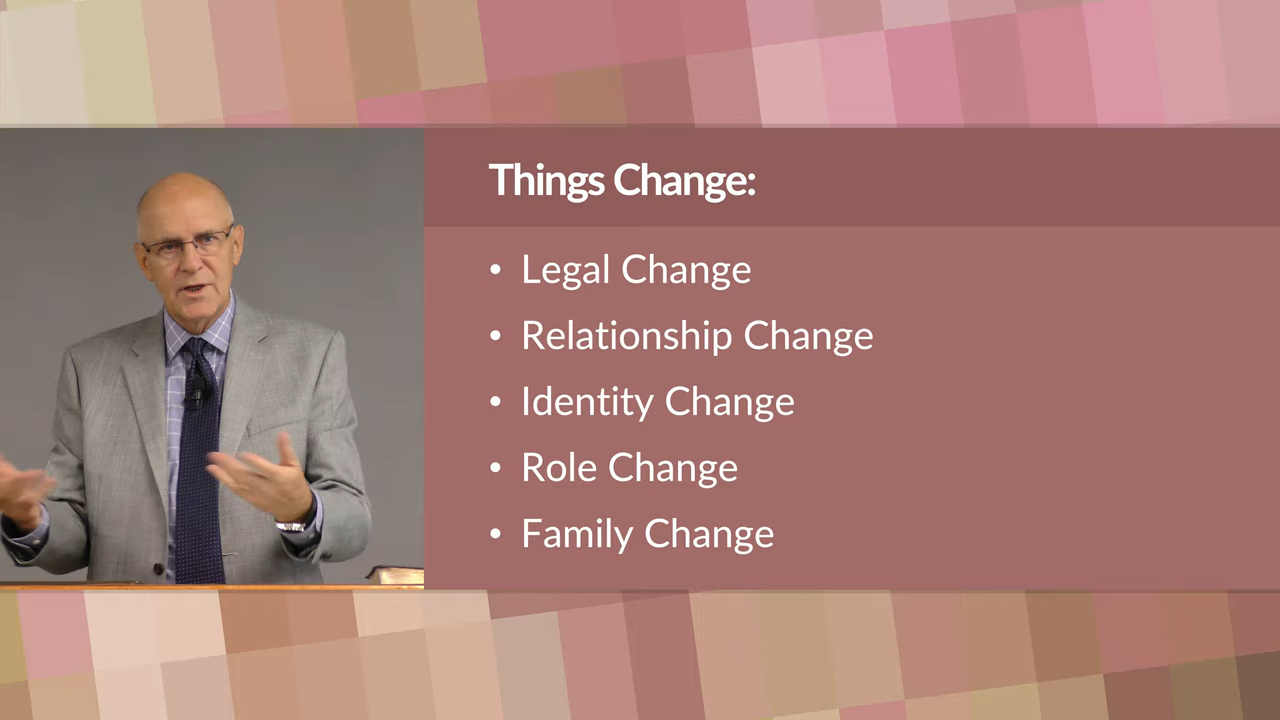 Things Change:
• Legal Change
• Relationship Change
• Identity Change
• Role Change
• Family Change